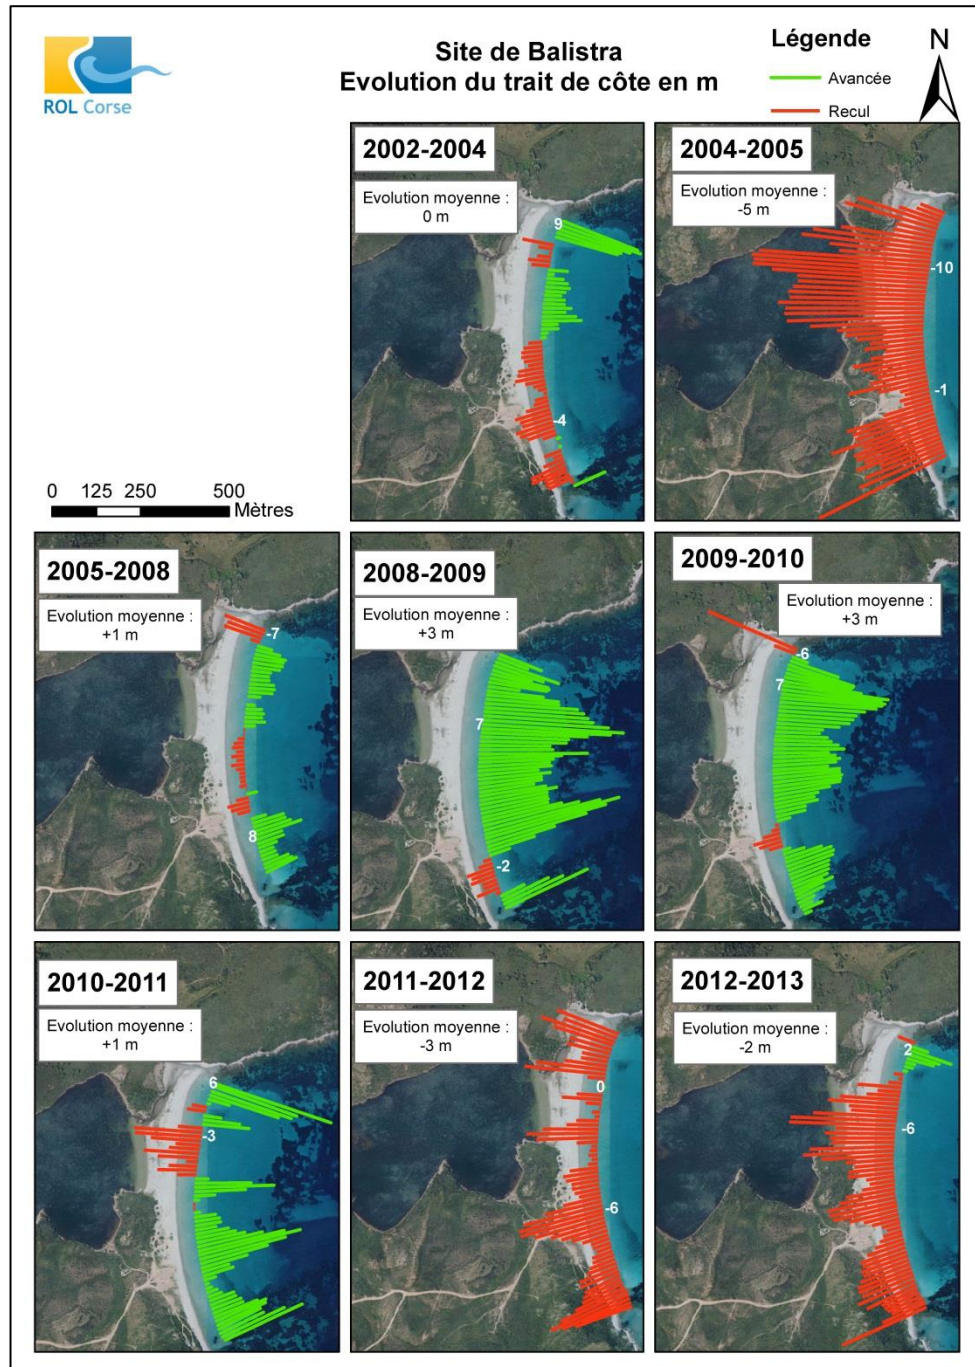 ROL Corse
Site de Balistra
Evolution du trait de côte en m
Légende
Avancée
Recul
N
0 125 250 500
Mètres
2002-2004
Evolution moyenne :
0 m
9
-4
2004-2005
Evolution moyenne :
-5 m
-10
-1
2005-2008
Evolution moyenne :
+1 m
-7
8
2008-2009
Evolution moyenne :
+3 m
7
-2
2009-2010
Evolution moyenne :
+3 m
-6
7
2010-2011
Evolution moyenne :
+1 m
6
-3
2011-2012
Evolution moyenne :
-3 m
0
-6
2012-2013
Evolution moyenne :
-2 m
2
-6